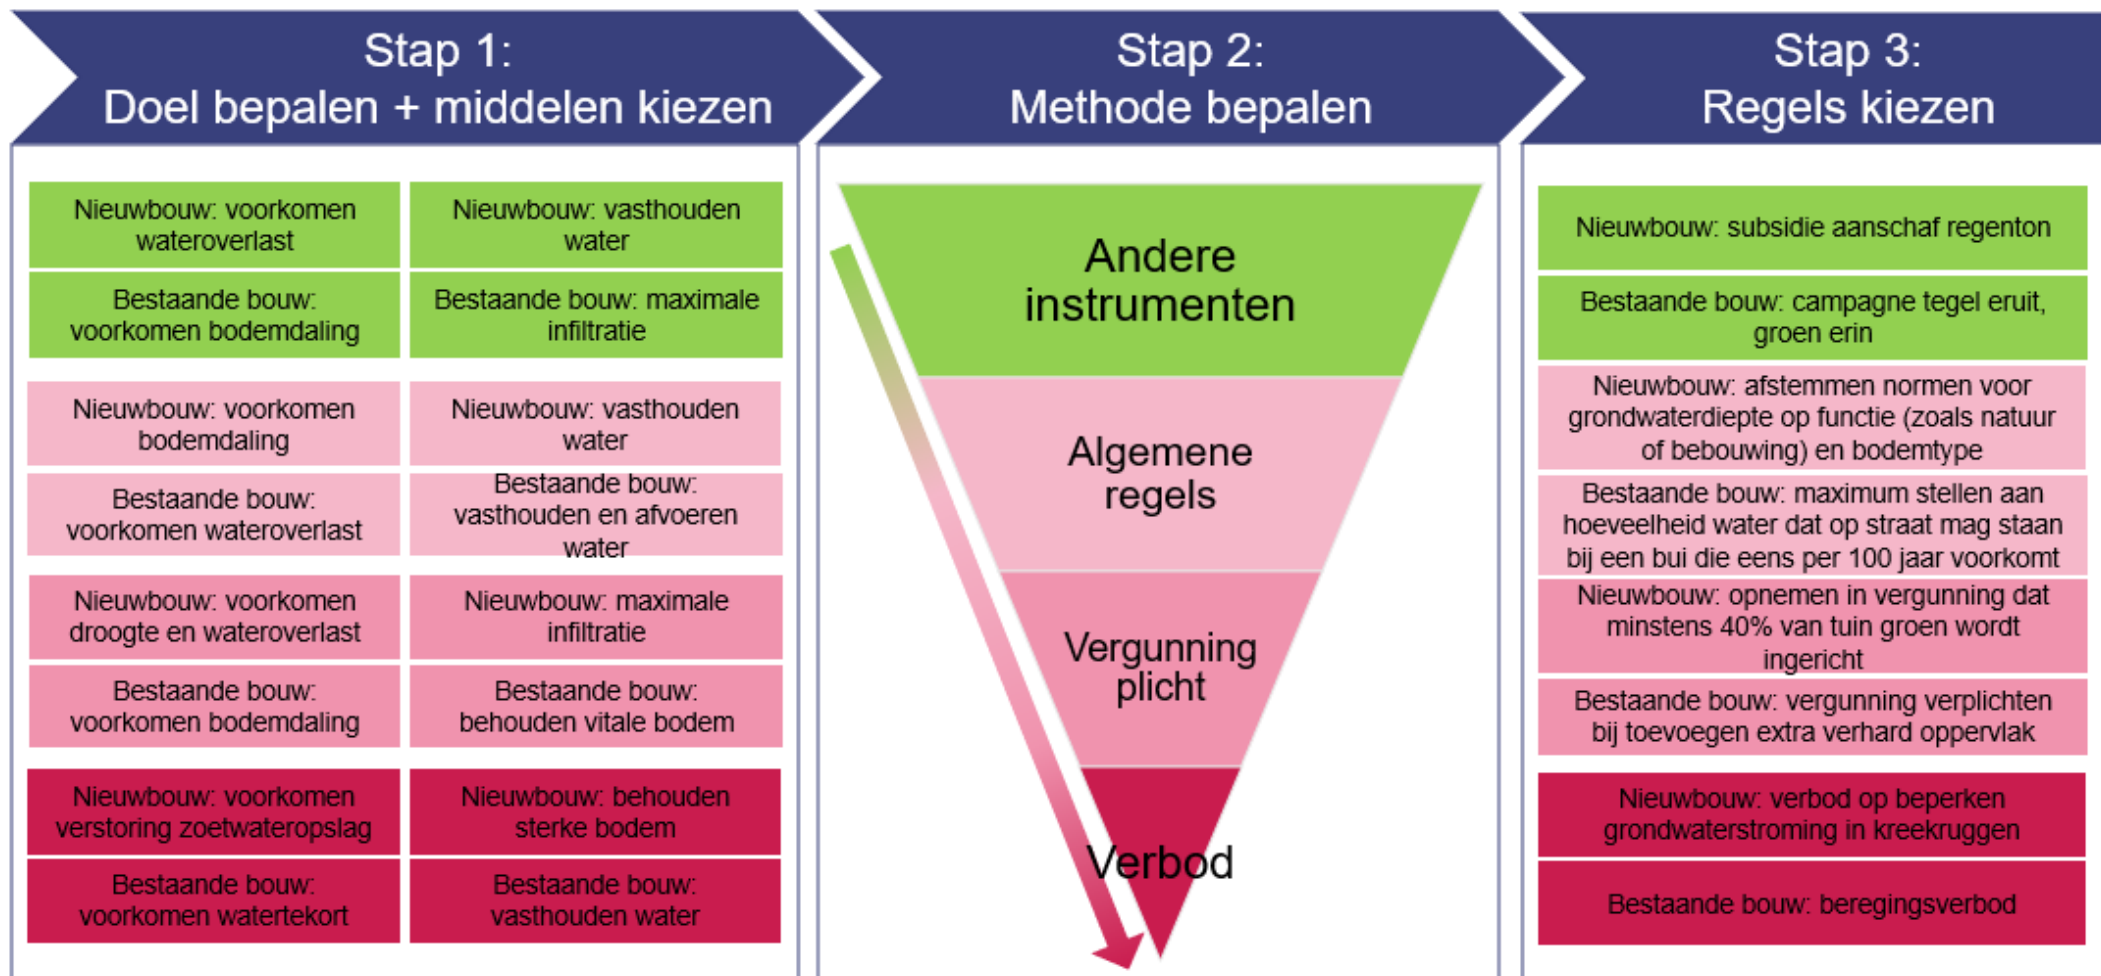 Stap 1:
Doel bepalen + middelen kiezen
Nieuwbouw: voorkomen
wateroverlast
Nieuwbouw: vasthouden
water
Bestaande bouw:
voorkomen bodemdaling
Bestaande bouw: maximale
infiltratie
Nieuwbouw: voorkomen
bodemdaling
Nieuwbouw: vasthouden
water
Bestaande bouw:
voorkomen wateroverlast
Bestaande bouw:
vasthouden en afvoeren
water
Nieuwbouw: voorkomen
droogte en wateroverlast
Nieuwbouw: maximale
infiltratie
Bestaande bouw:
voorkomen bodemdaling
Bestaande bouw:
behouden vitale bodem
Nieuwbouw: voorkomen
verstoring zoetwateropslag
Nieuwbouw: behouden
sterke bodem
Bestaande bouw:
voorkomen watertekort
Bestaande bouw:
vasthouden water
Stap 2:
Methode bepalen
Andere
instrumenten
Algemene
regels
Vergunning
plicht
Verbod
Stap 3:
Regels kiezen
Nieuwbouw: subsidie aanschaf regenton
Bestaande bouw: campagne tegel eruit,
groen erin
Nieuwbouw: afstemmen normen voor
grondwaterdiepte op functie (zoals natuur
of bebouwing) en bodemtype
Bestaande bouw: maximum stellen aan
hoeveelheid water dat op straat mag staan
bij een bui die eens per 100 jaar voorkomt
Nieuwbouw: opnemen in vergunning dat
minstens 40% van tuin groen wordt
ingericht
Bestaande bouw: vergunning verplichten
bij toevoegen extra verhard oppervlak
Nieuwbouw: verbod op beperken
grondwaterstroming in kreekruggen
Bestaande bouw: beregingsverbod